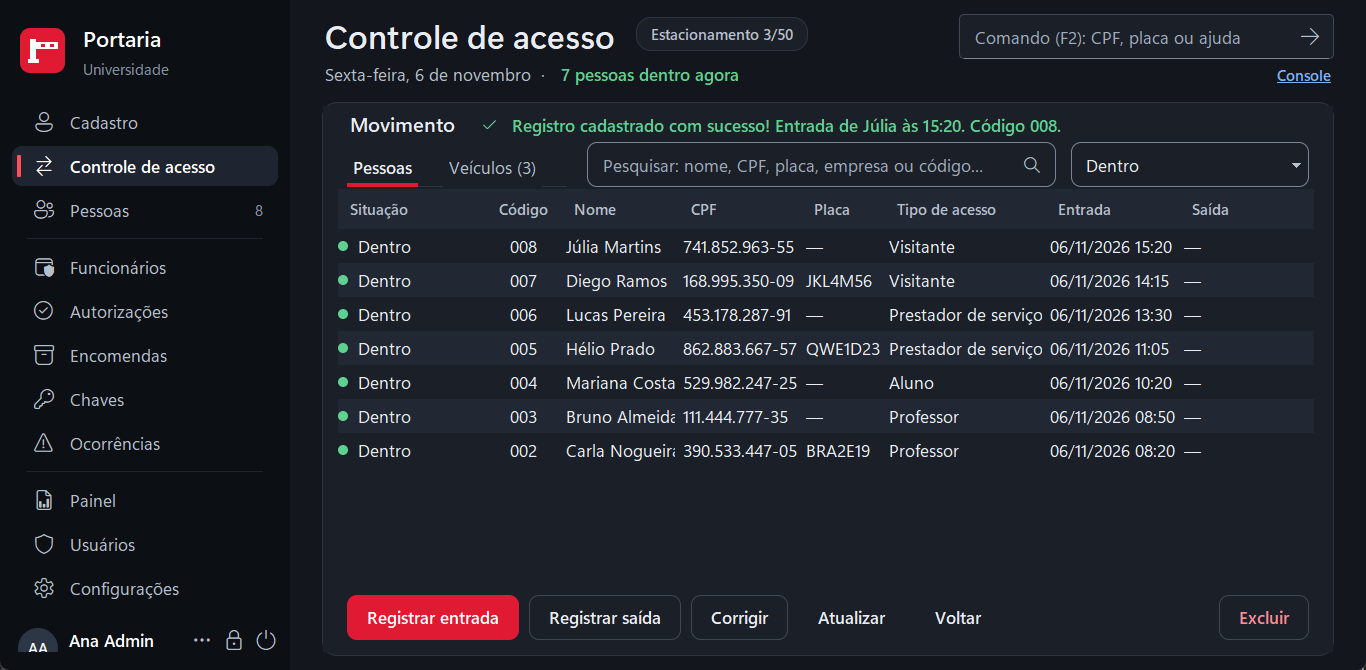 Portaria
Universidade
Cadastro
Controle de acesso
Pessoas 8
Funcionários
Autorizações
Encomendas
Chaves
Ocorrências
Painel
Usuários
Configurações
AA Ana Admin ···
Controle de acesso
Estacionamento 3/50
Comando (F2): CPF, placa ou ajuda
Sexta-feira, 6 de novembro · 7 pessoas dentro agora
Console
Movimento Registro cadastrado com sucesso! Entrada de Júlia às 15:20. Código 008.
Pessoas Veículos (3) Pesquisar: nome, CPF, placa, empresa ou código... Dentro
Situação Código Nome CPF Placa Tipo de acesso Entrada Saída
Dentro 008 Júlia Martins 741.852.963-55 — Visitante 06/11/2026 15:20 —
Dentro 007 Diego Ramos 168.995.350-09 JKL4M56 Visitante 06/11/2026 14:15 —
Dentro 006 Lucas Pereira 453.178.287-91 — Prestador de serviço 06/11/2026 13:30 —
Dentro 005 Hélio Prado 862.883.667-57 QWE1D23 Prestador de serviço 06/11/2026 11:05 —
Dentro 004 Mariana Costa 529.982.247-25 — Aluno 06/11/2026 10:20 —
Dentro 003 Bruno Almeida 111.444.777-35 — Professor 06/11/2026 08:50 —
Dentro 002 Carla Nogueira 390.533.447-05 BRA2E19 Professor 06/11/2026 08:20 —
Registrar entrada Registrar saída Corrigir Atualizar Voltar Excluir